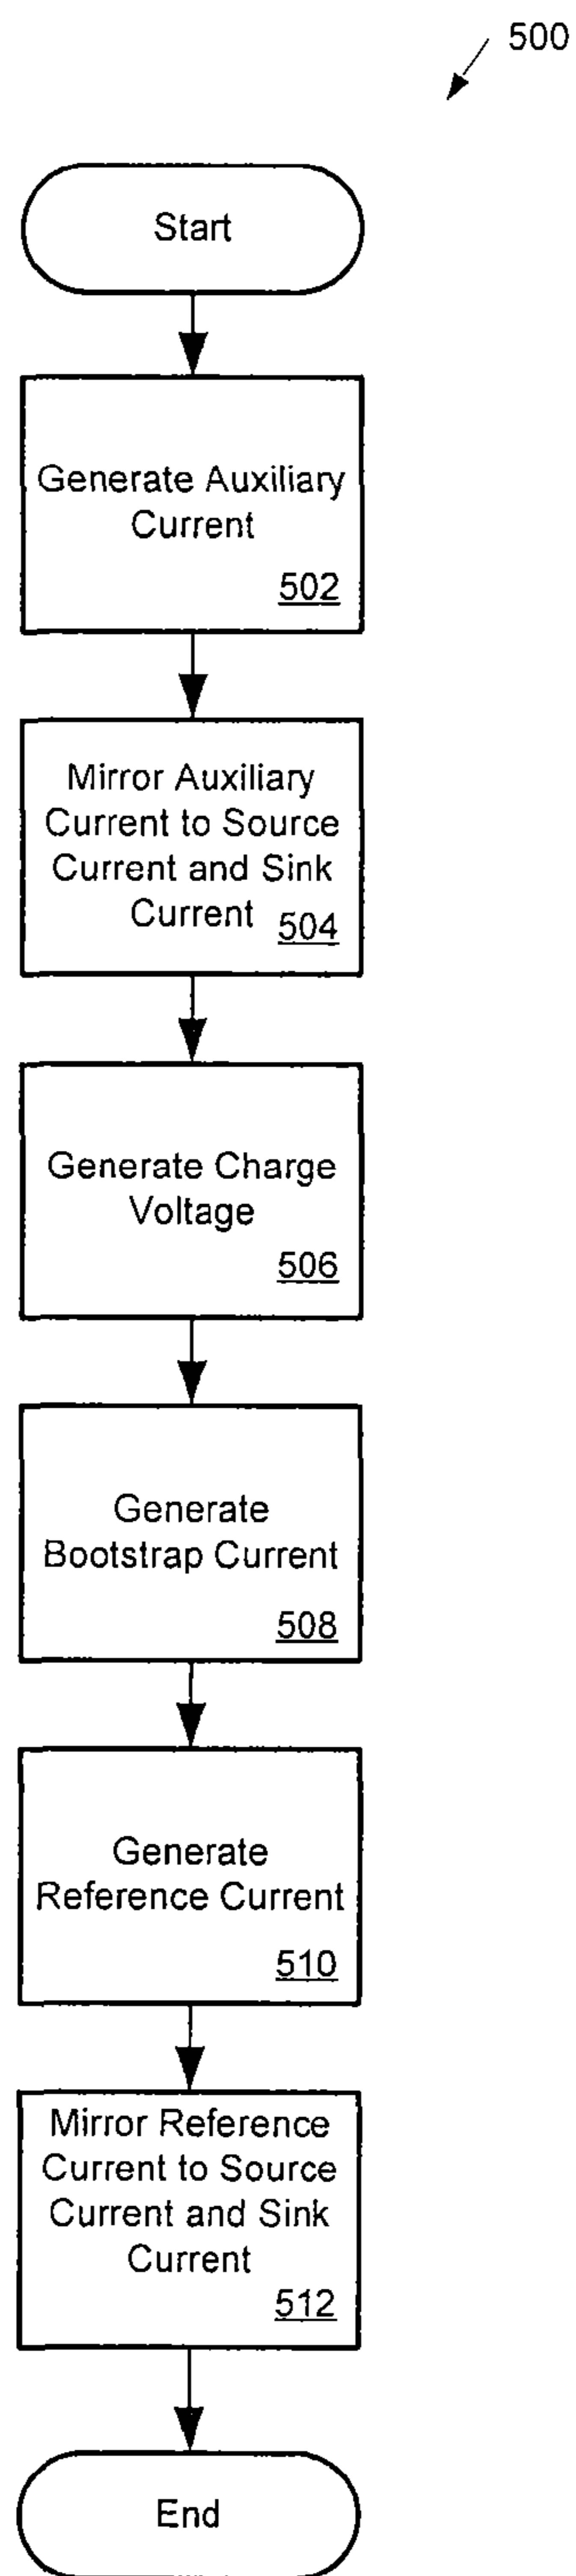 500
Start
Generate Auxiliary
Current
502
Mirror Auxiliary
Current to Source
Current and Sink
Current 504
Generate Charge
Voltage
506
Generate
Bootstrap Current
508
Generate
Reference Current
510
Mirror Reference
Current to Source
Current and Sink
Current
512
End